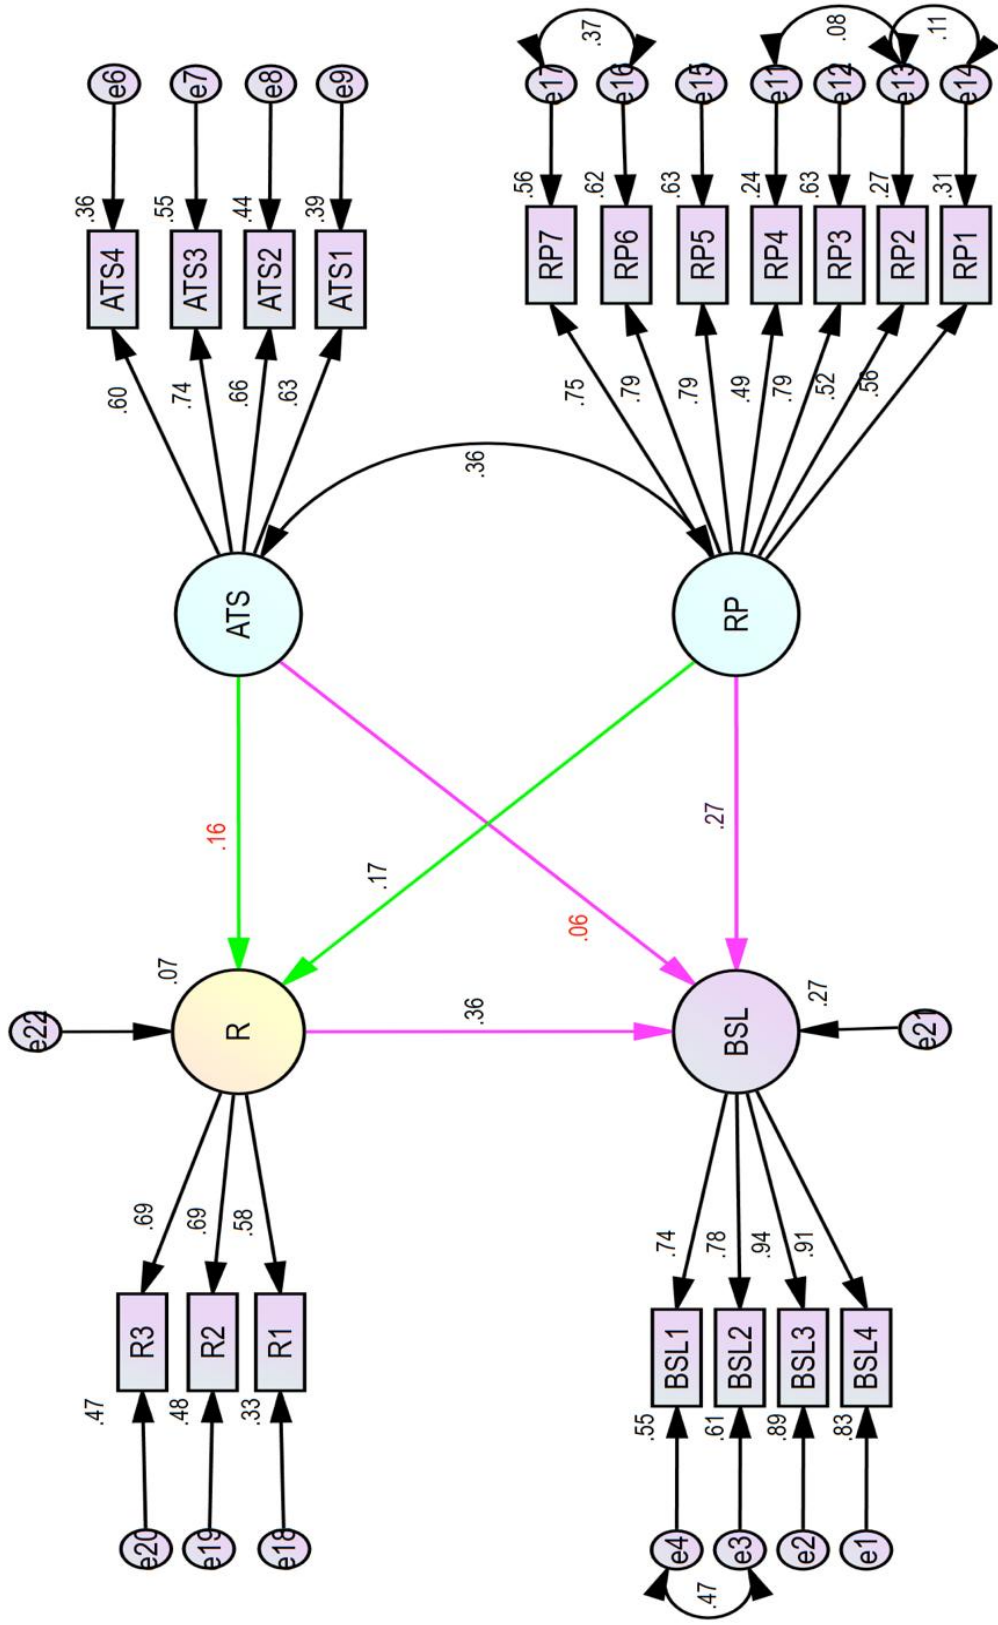 e22
.47
.36
e20
R3
.69
.60
ATS4
e6
.07
.48
.69
.74
.55
e19
R2
ATS3
e7
.16
R
ATS
.33
.58
.66
.44
e18
R1
ATS2
e8
.63
.39
ATS1
e9
.17
.36
.36
.06
.56
.37
e17
RP7
.75
.62
RP6
e16
.79
.55
.74
.63
e4
BSL1
.79
RP5
e15
.47
.61
.78
.27
.24
e3
BSL2
BSL
RP
.49
RP4
e11
.89
.94
.79
.63
.08
e2
BSL3
.27
RP3
e12
.83
.91
.52
.27
e1
BSL4
RP2
e13
.56
.31
.11
e21
RP1
e14